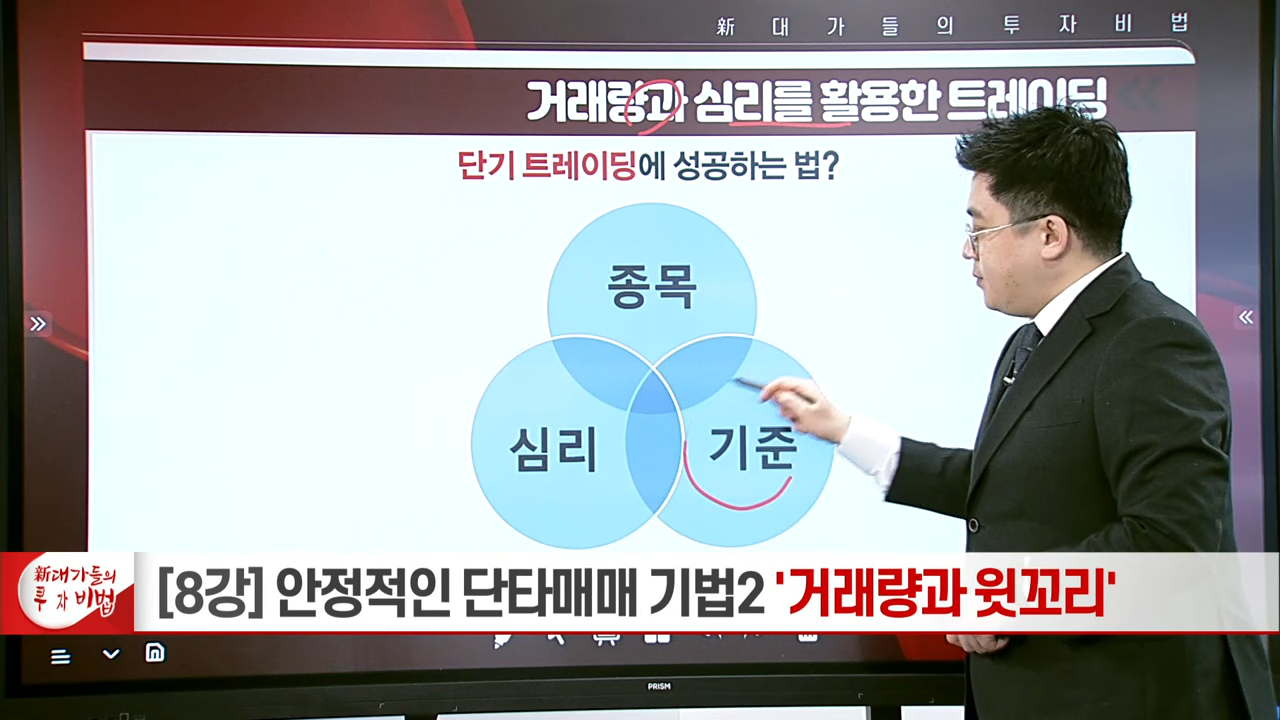 新대가들의 투자비법
거래량과 심리를 활용한 트레이딩
단기 트레이딩에 성공하는 법?
종목
심리
기준
新대가들의
투자비법
[8강] 안정적인 단타매매 기법2 '거래량과 윗꼬리'
PRISM